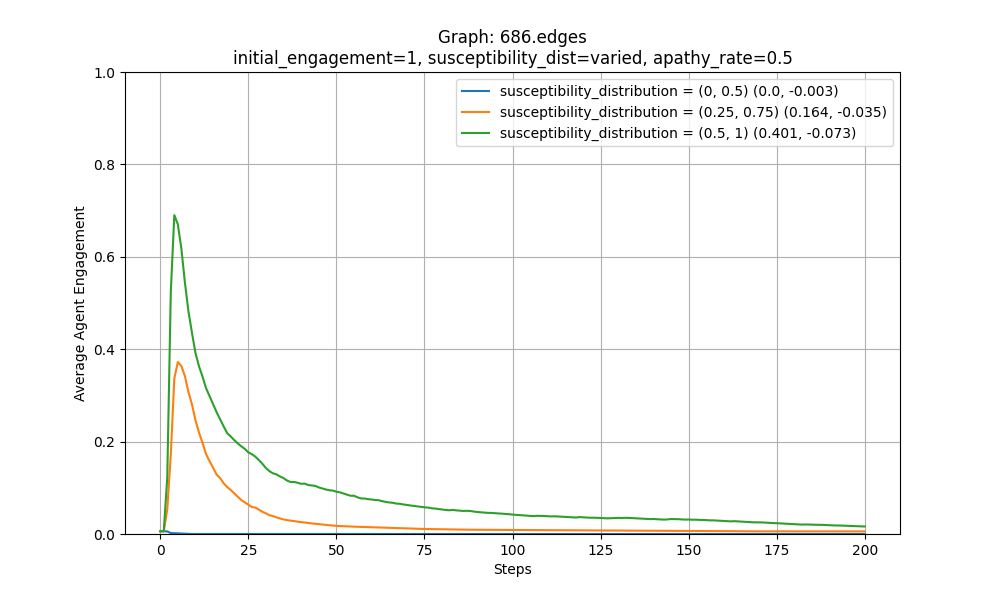 Graph: 686.edges
initial_engagement=1, susceptibility_dist=varied, apathy_rate=0.5
susceptibility_distribution = (0, 0.5) (0.0, -0.003)
susceptibility_distribution = (0.25, 0.75) (0.164, -0.035)
susceptibility_distribution = (0.5, 1) (0.401, -0.073)
Average Agent Engagement
1.0
0.8
0.6
0.4
0.2
0.0
0 25 50 75 100 125 150 175 200
Steps